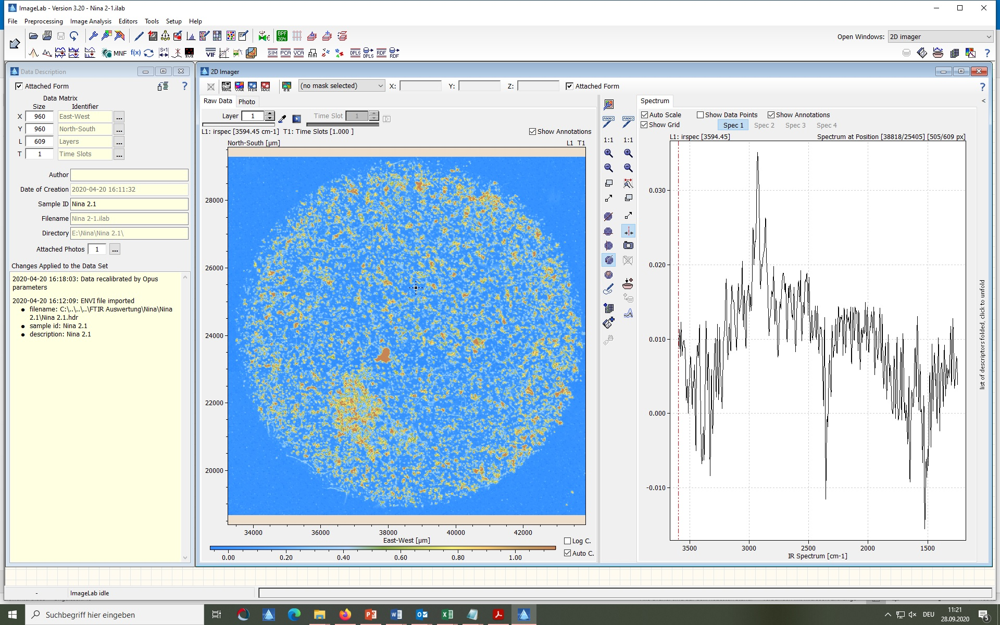 ImageLab - Version 3.20 - Nina 2-1.ilab
File Preprocessing Image Analysis Editors Tools Setup Help
BPF 304
Open Windows: 2D imager
MNF f(x) S-1 VIF SIM PCA VCA DPLS DPLS RDF RDF ?
Data Description
Attached Form ?
Data Matrix
Size Identifier
X 960 East-West ...
Y 960 North-South ...
L 609 Layers ...
T 1 Time Slots ...
Author
Date of Creation 2020-04-20 16:11:32
Sample ID Nina 2.1
Filename Nina 2-1.ilab
Directory E:\Nina\Nina 2.1\
Attached Photos 1 ...
Changes Applied to the Data Set
2020-04-20 16:18:03: Data recalibrated by Opus
parameters
2020-04-20 16:12:09: ENVI file imported
● filename: C:\..\..\..\FTIR Auswertung\Nina\Nina
2.1\Nina 2.1.hdr
● sample id: Nina 2.1
● description: Nina 2.1
2D Imager
TOTAL VAR MIN MAX CI (no mask selected) X: Y: Z: Attached Form ?
Raw Data Photo
Layer 1 Time Slot 1
L1: irspec [3594.45 cm-1] T1: Time Slots [1.000 ] Show Annotations
North-South [µm] L1 T1
28000
26000
24000
22000
20000
34000 36000 38000 40000 42000
East-West [µm]
Log C.
Auto C.
0.00 0.20 0.40 0.60 0.80 1.00
ANNO ANNO
1:1 1:1
Spectrum <
Auto Scale Show Data Points Show Annotations
Show Grid Spec 1 Spec 2 Spec 3 Spec 4
L1: irspec [3594.45] Spectrum at Position [38818/25405] [505/609 px]
0.030
0.020
0.010
0.000
-0.010
3500 3000 2500 2000 1500
IR Spectrum [cm-1]
list of descriptors folded, click to unfold
- ImageLab idle
Suchbegriff hier eingeben
DEU
11:21
28.09.2020
5